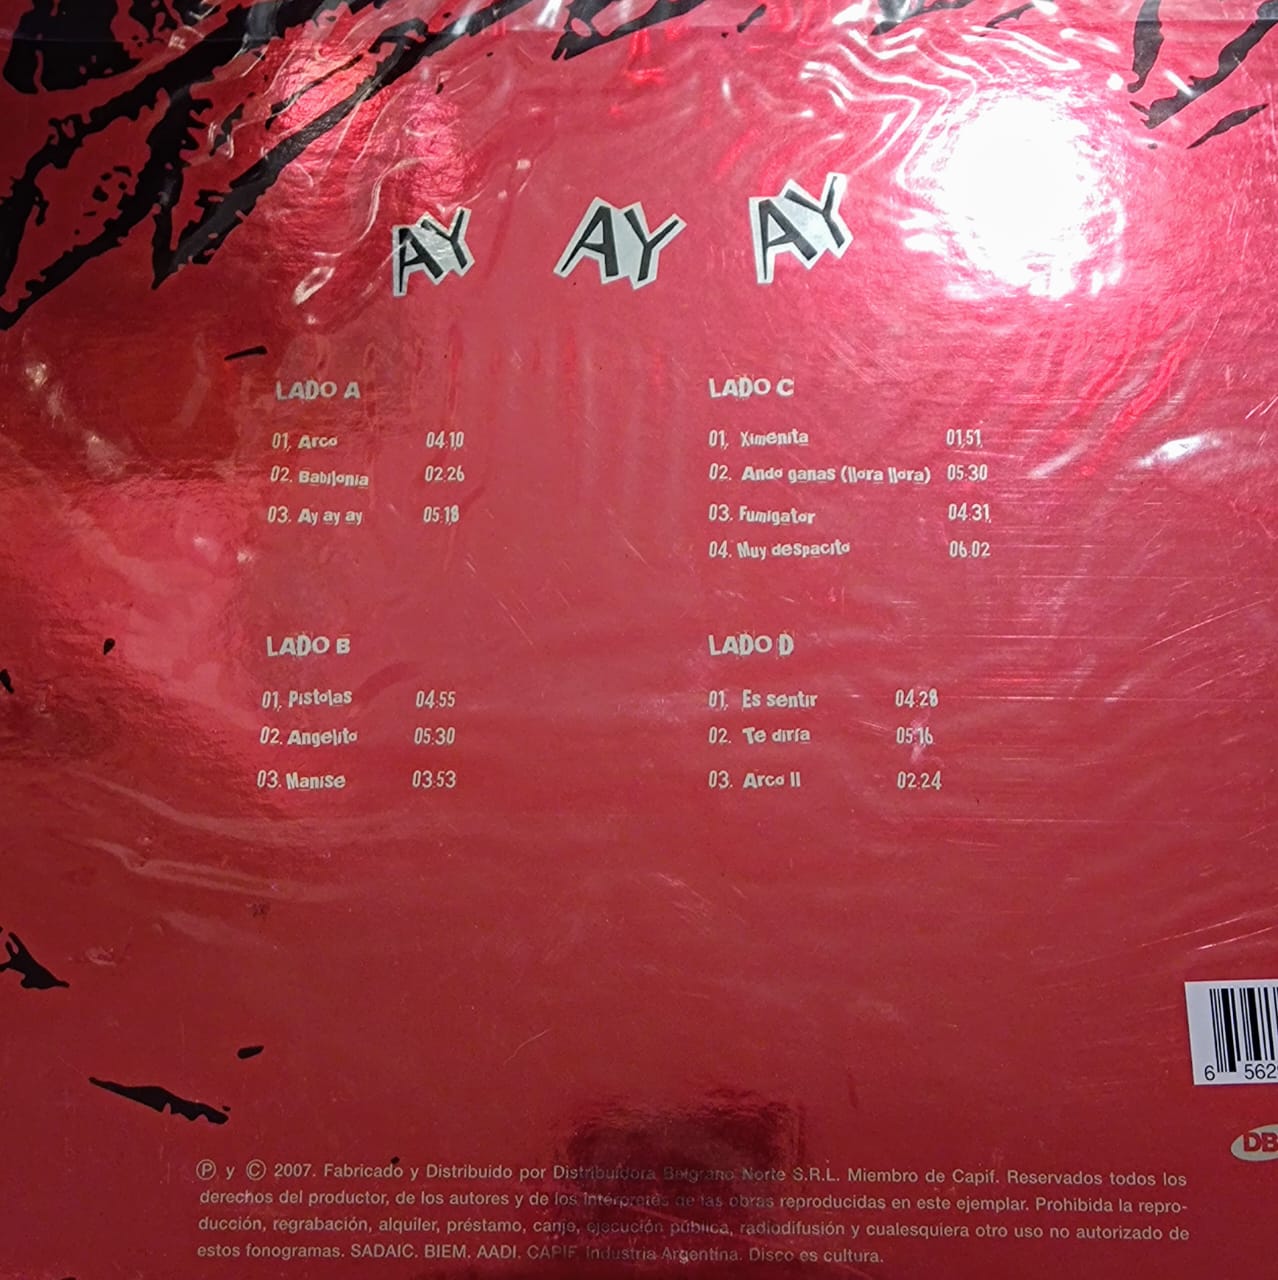 AY AY AY
LADO A
01. Arco 04:10
02. Babylonia 02:26
03. Ay ay ay 05:18
LADO B
01. Pistolas 04:55
02. Angelito 05:30
03. Manise 03:53
LADO C
01. Ximenita 01:51
02. Ando ganas (llora llora) 05:30
03. Fumigator 04:31
04. Muy despacito 06:02
LADO D
01. Es sentir 04:28
02. Te diría 05:16
03. Arco II 02:24
6 562
DB
Ⓟ y © 2007. Fabricado y Distribuido por Distribuidora Belgrano Norte S.R.L. Miembro de Capif. Reservados todos los
derechos del productor, de los autores y de los intérpretes de las obras reproducidas en este ejemplar. Prohibida la repro-
ducción, regrabación, alquiler, préstamo, canje, ejecución pública, radiodifusión y cualesquiera otro uso no autorizado de
estos fonogramas. SADAIC. BIEM. AADI. CAPIF. Industria Argentina. Disco es cultura.